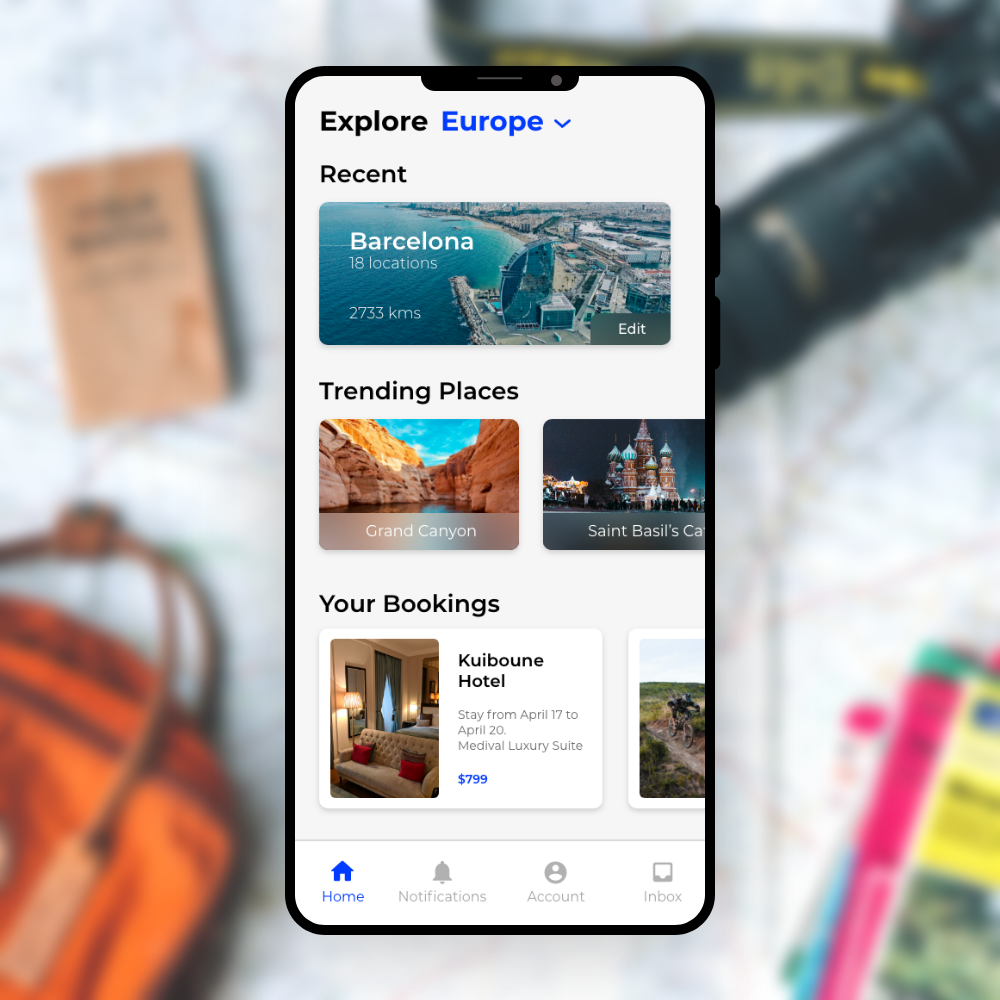 Explore Europe
Recent
Barcelona
18 locations
2733 kms
Edit
Trending Places
Grand Canyon
Saint Basil's Ca
Your Bookings
Kuiboune
Hotel
Stay from April 17 to
April 20.
Medival Luxury Suite
$799
Home
Notifications
Account
Inbox